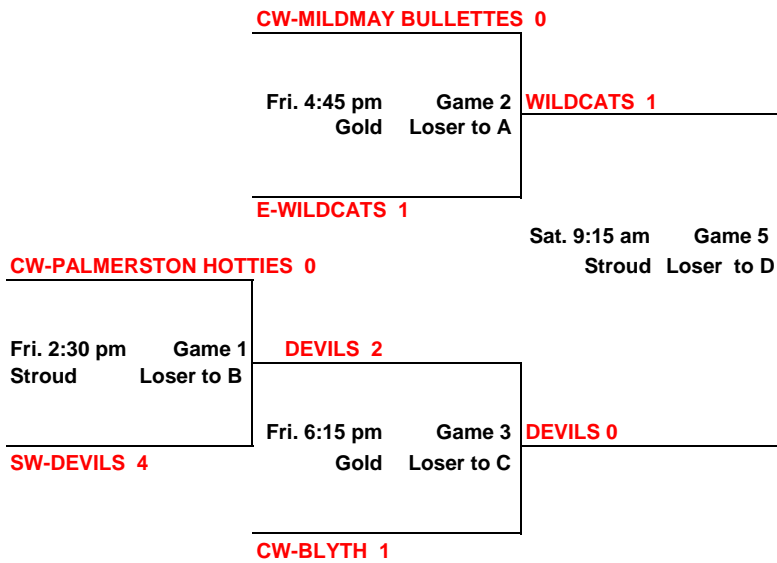 CW-MILDMAY BULLETTES 0
Fri. 4:45 pm Game 2 WILDCATS 1
Gold Loser to A
E-WILDCATS 1
Sat. 9:15 am Game 5
CW-PALMERSTON HOTTIES 0 Stroud Loser to D
Fri. 2:30 pm Game 1 DEVILS 2
Stroud Loser to B
Fri. 6:15 pm Game 3 DEVILS 0
SW-DEVILS 4 Gold Loser to C
CW-BLYTH 1